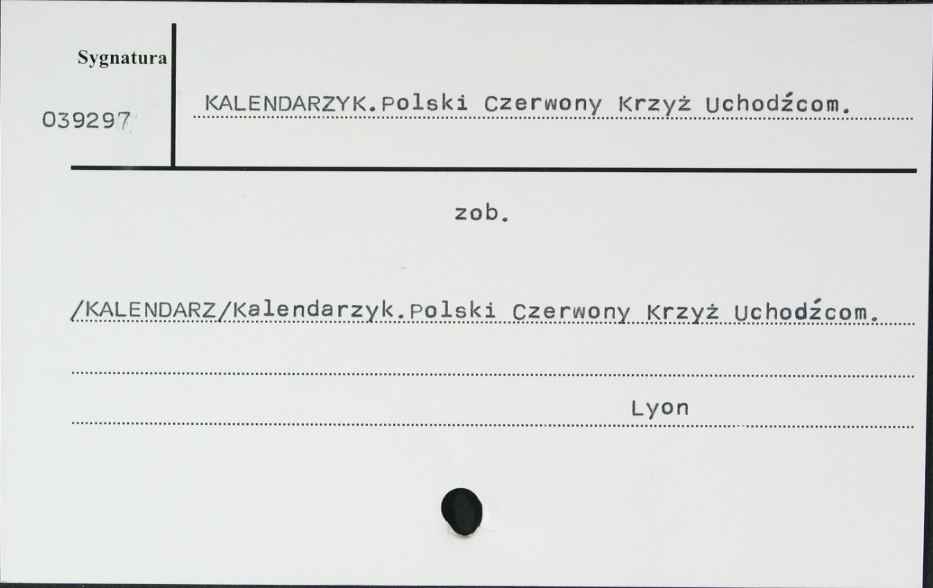 Sygnatura
039297
KALENDARZYK.Polski Czerwony Krzyż Uchodźcom.
zob.
/KALENDARZ/Kalendarzyk.Polski Czerwony Krzyż Uchodźcom.
Lyon